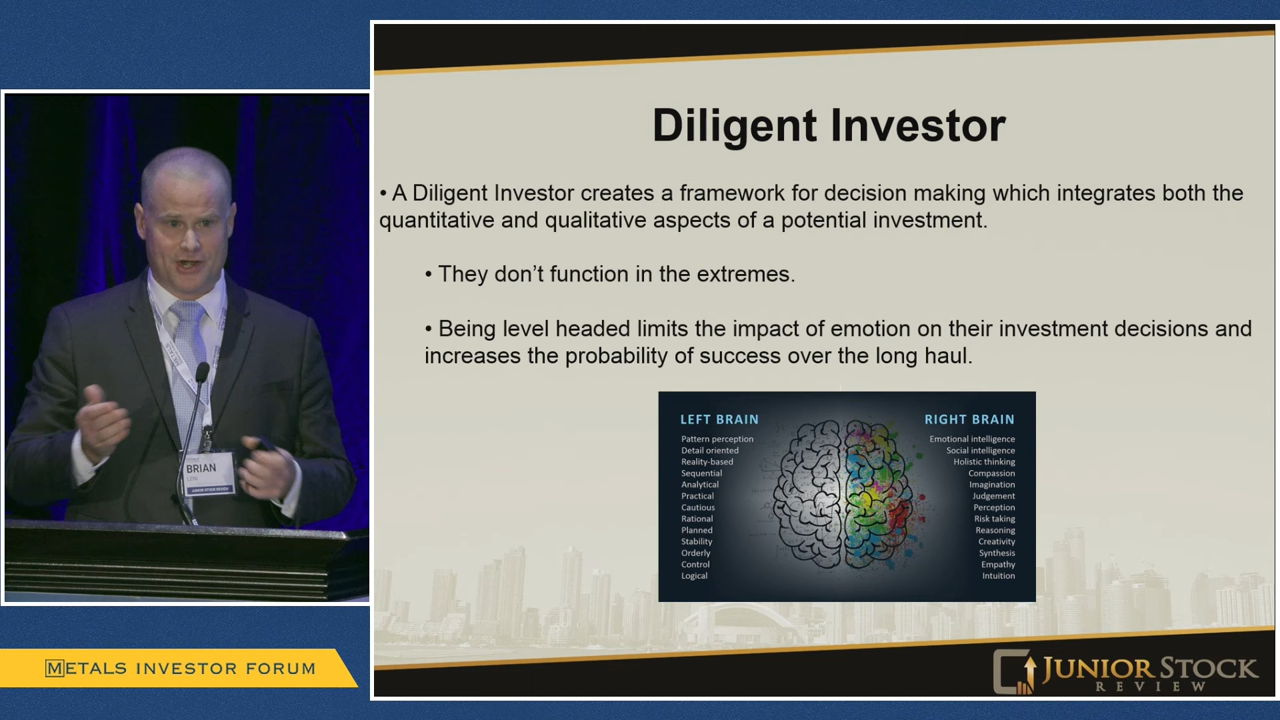 Diligent Investor
• A Diligent Investor creates a framework for decision making which integrates both the
quantitative and qualitative aspects of a potential investment.
• They don't function in the extremes.
• Being level headed limits the impact of emotion on their investment decisions and
increases the probability of success over the long haul.
LEFT BRAIN
Pattern perception
Detail oriented
Reality-based
Sequential
Analytical
Practical
Cautious
Rational
Planned
Stability
Orderly
Control
Logical
RIGHT BRAIN
Emotional intelligence
Social intelligence
Holistic thinking
Compassion
Imagination
Judgement
Perception
Risk taking
Reasoning
Creativity
Synthesis
Empathy
Intuition
BRIAN
JUNIOR STOCK REVIEW
METALS INVESTOR FORUM
JUNIOR STOCK
REVIEW